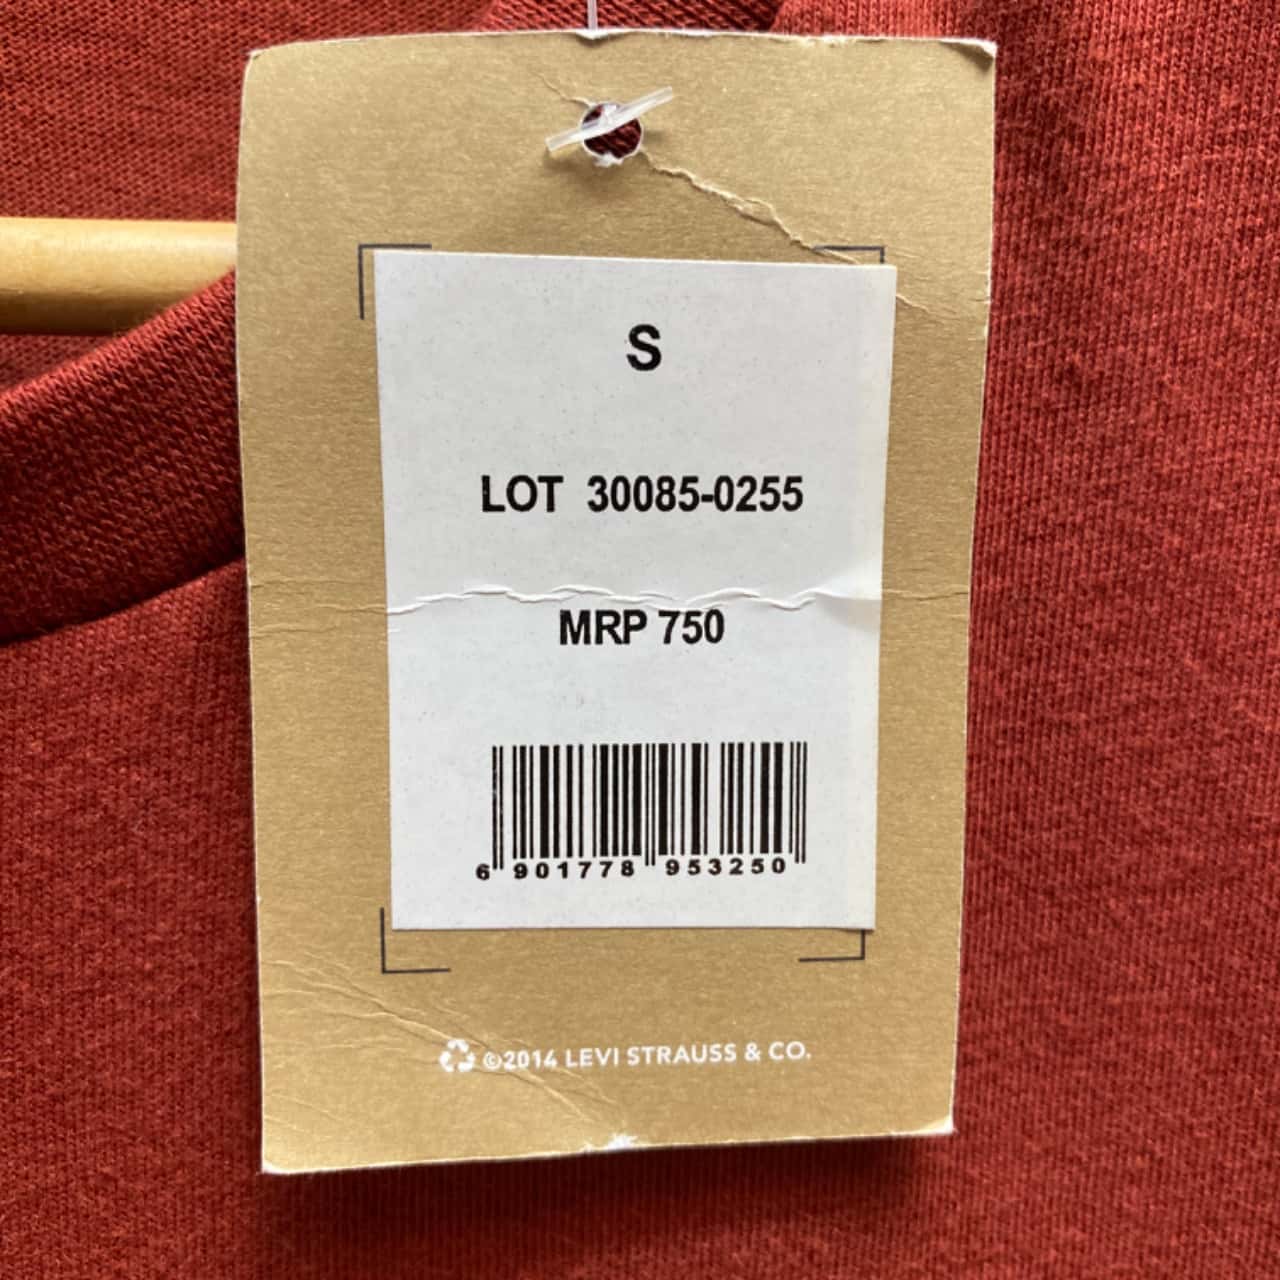 S
LOT 30085-0255
MRP 750
6 901778 953250
©2014 LEVI STRAUSS & CO.